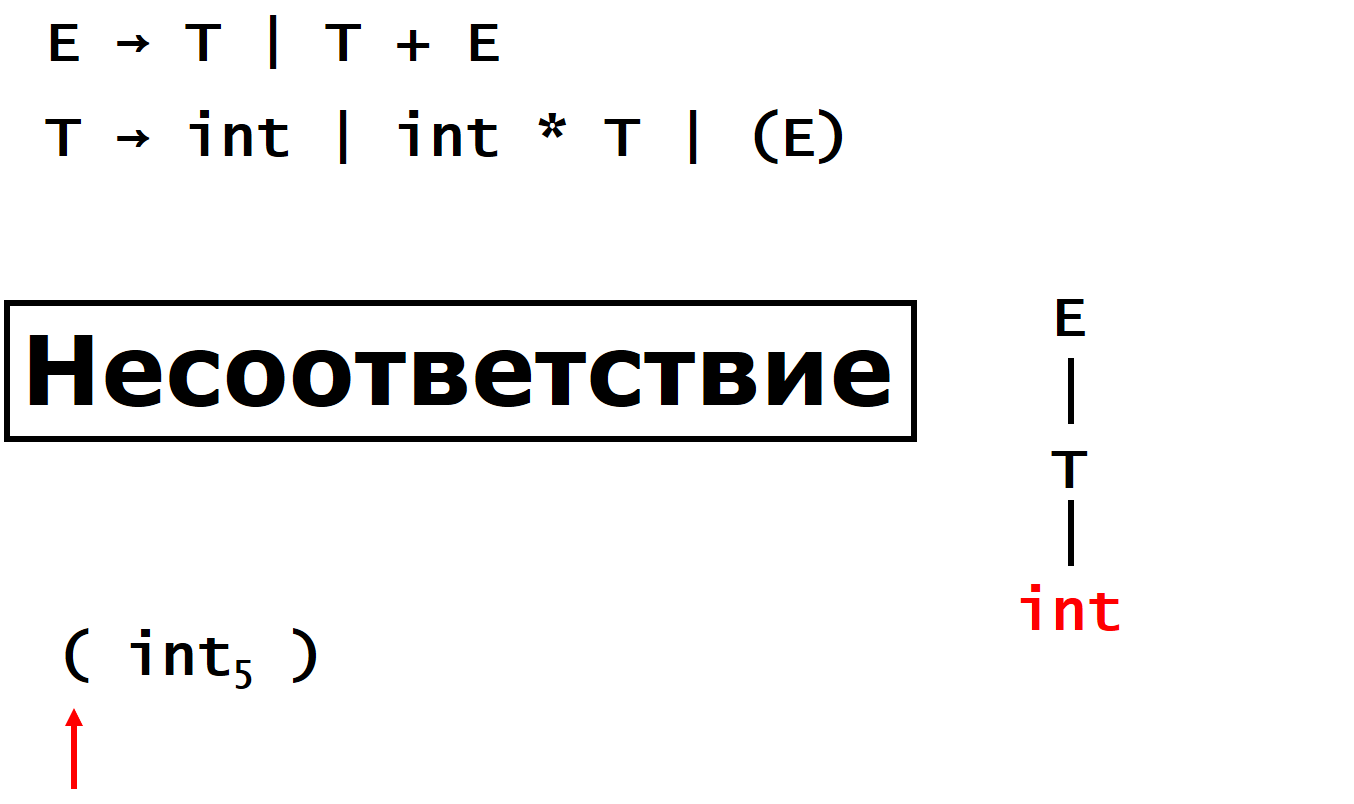 E → T | T + E
T → int | int * T | (E)
Несоответствие
E
T
int
( int₅ )